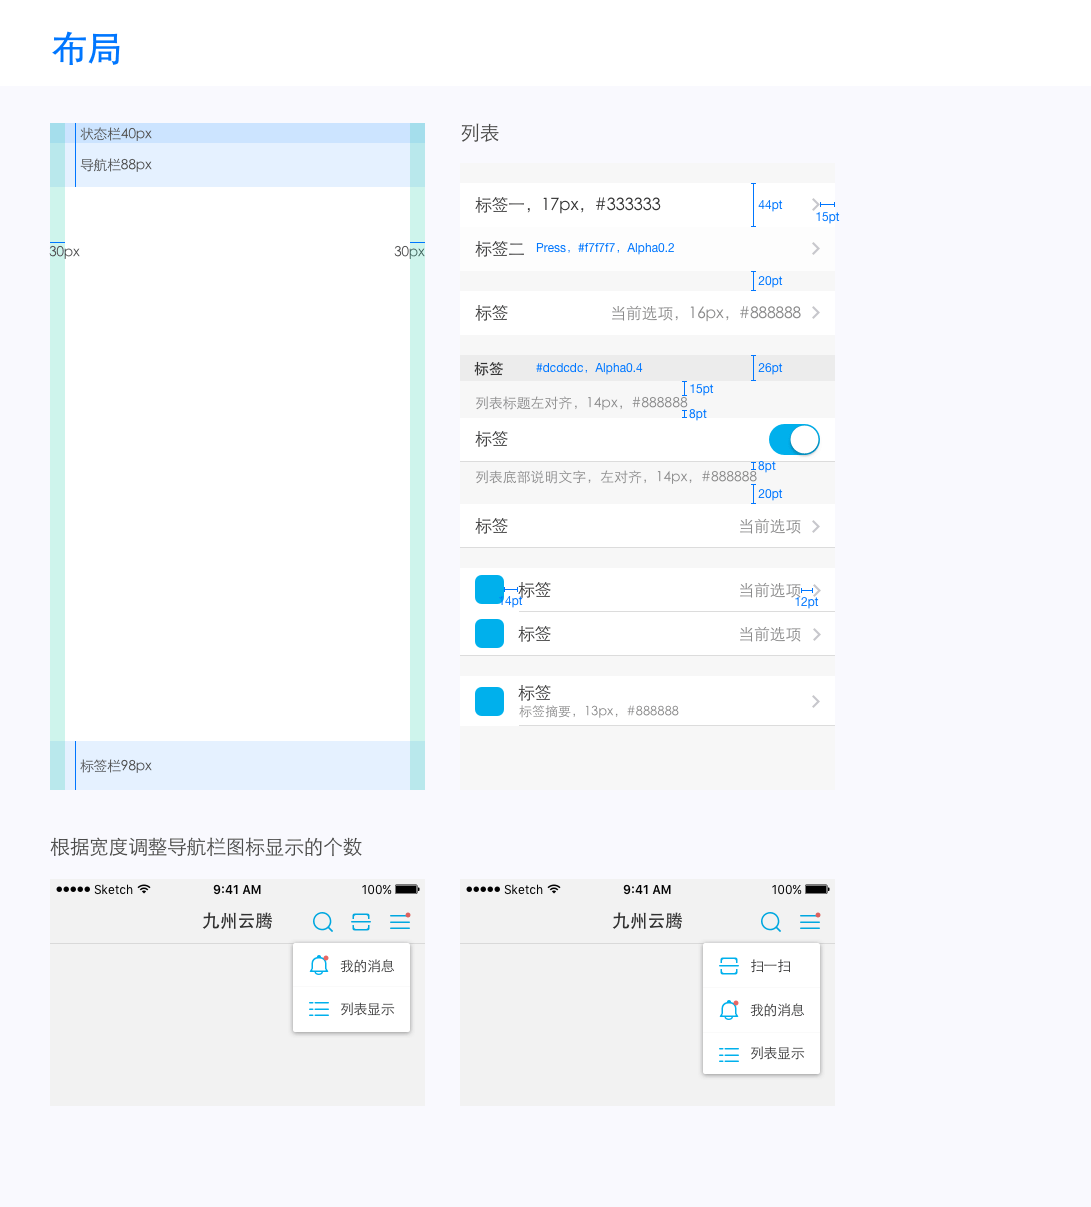 布局
状态栏40px
导航栏88px
30px
30px
标签栏98px
列表
标签一，17px，#333333
44pt
15pt
标签二 Press，#f7f7f7，Alpha0.2
20pt
标签 当前选项，16px，#888888
标签 #dcdcdc，Alpha0.4 26pt
15pt
列表标题左对齐，14px，#888888
8pt
标签
8pt
列表底部说明文字，左对齐，14px，#888888
20pt
标签 当前选项
标签 当前选项
14pt 12pt
标签 当前选项
标签
标签摘要，13px，#888888
根据宽度调整导航栏图标显示的个数
Sketch 9:41 AM 100%
九州云腾
我的消息
列表显示
Sketch 9:41 AM 100%
九州云腾
扫一扫
我的消息
列表显示